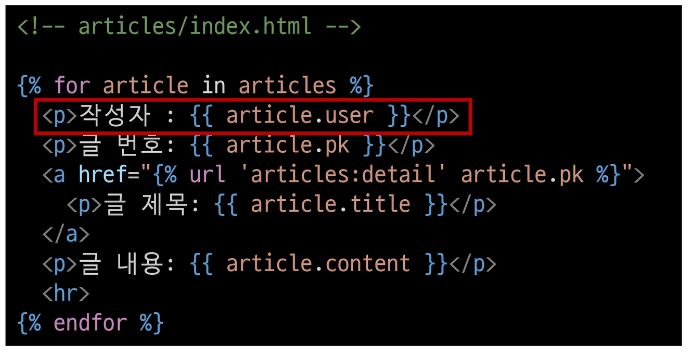 <!-- articles/index.html -->
{% for article in articles %}
<p>작성자 : {{ article.user }}</p>
<p>글 번호: {{ article.pk }}</p>
<a href="{% url 'articles:detail' article.pk %}">
<p>글 제목: {{ article.title }}</p>
</a>
<p>글 내용: {{ article.content }}</p>
<hr>
{% endfor %}